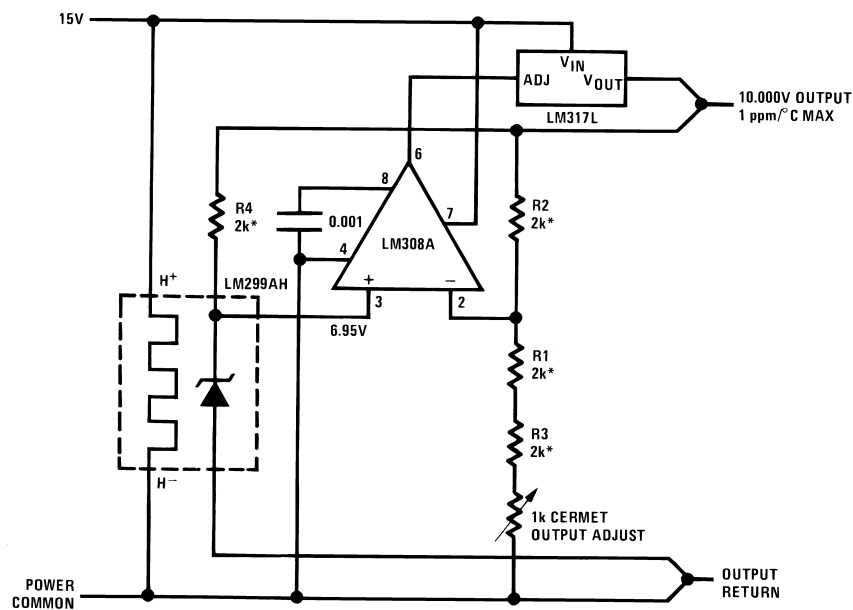 15V
V_IN
ADJ
V_OUT
LM317L
10.000V OUTPUT
1 ppm/°C MAX
6
8
R4
2k*
0.001
7
R2
2k*
4
LM308A
H+
LM299AH
+
−
3
2
6.95V
R1
2k*
R3
2k*
H−
1k CERMET
OUTPUT ADJUST
POWER
COMMON
OUTPUT
RETURN